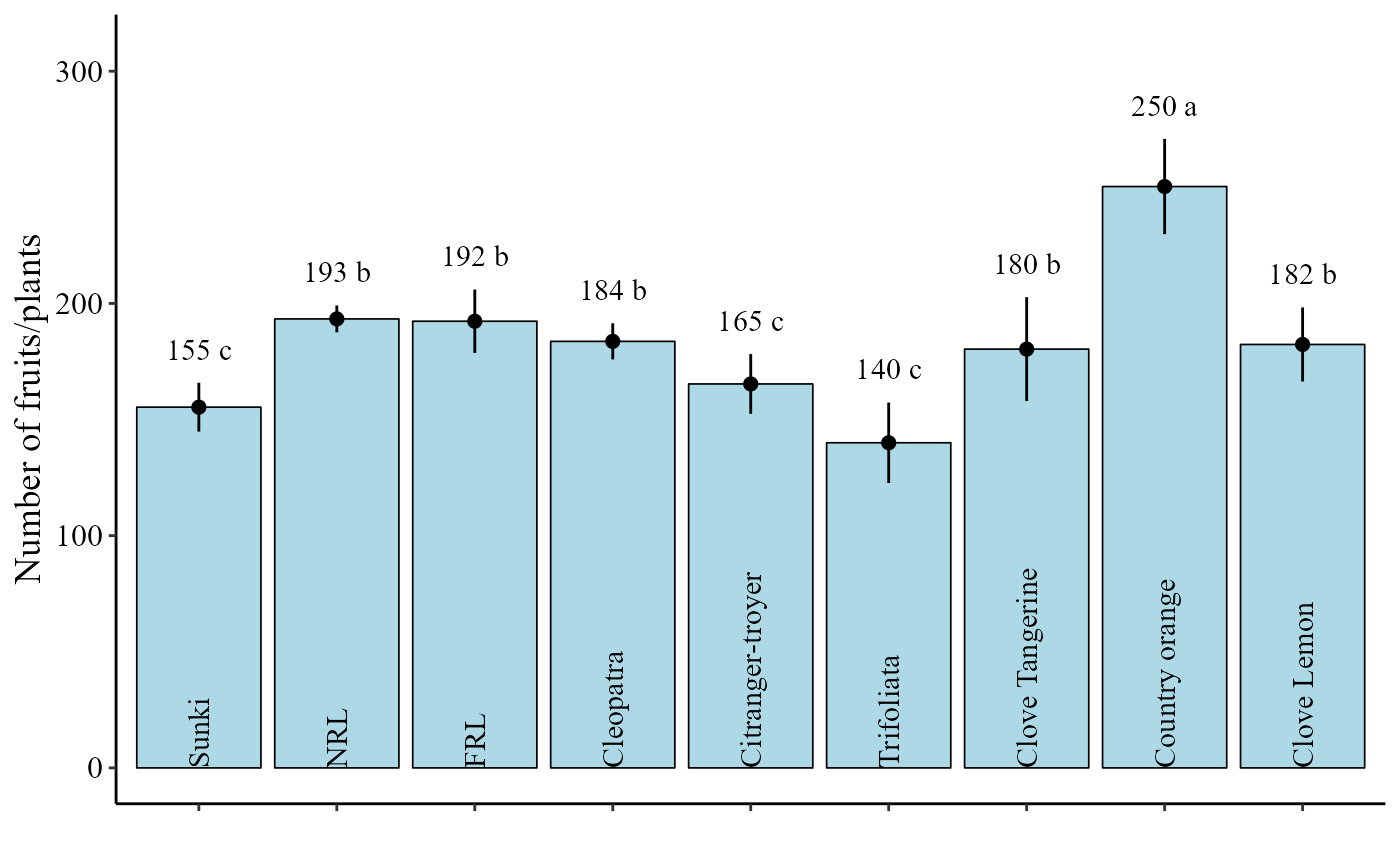 Number of fruits/plants
300
200
100
0
155 c
193 b
192 b
184 b
165 c
140 c
180 b
250 a
182 b
Sunki
NRL
FRL
Cleopatra
Citranger-troyer
Trifoliata
Clove Tangerine
Country orange
Clove Lemon